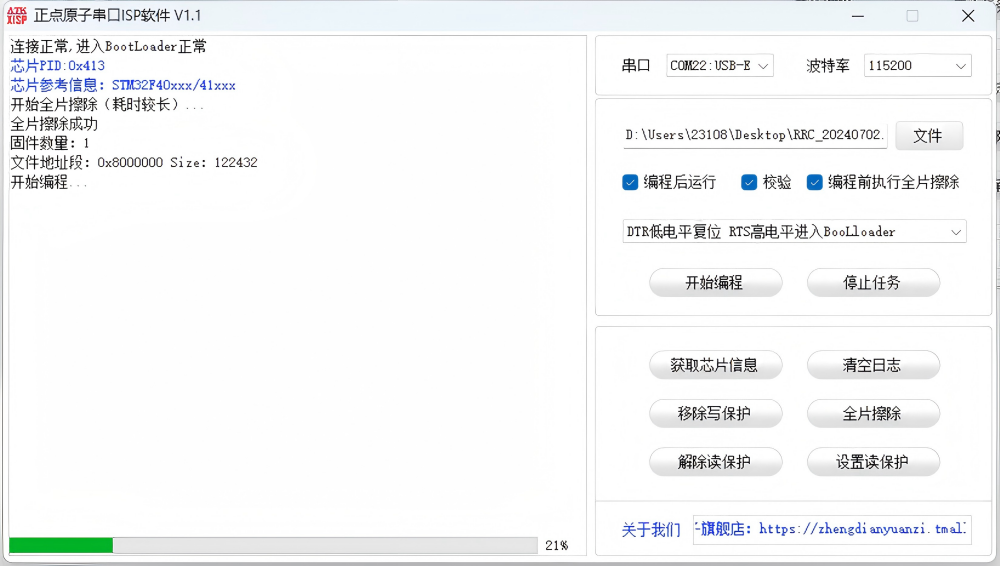 ATK
XISP
正点原子串口ISP软件 V1.1
连接正常,进入BootLoader正常
芯片PID:0x413
芯片参考信息: STM32F40xxx/41xxx
开始全片擦除（耗时较长）...
全片擦除成功
固件数量: 1
文件地址段: 0x8000000 Size: 122432
开始编程...
21%
串口 COM22:USB-E 波特率 115200
D:\Users\23108\Desktop\RRC_20240702. 文件
编程后运行 校验 编程前执行全片擦除
DTR低电平复位 RTS高电平进入BooLloader
开始编程 停止任务
获取芯片信息 清空日志
移除写保护 全片擦除
解除读保护 设置读保护
关于我们 旗舰店: https://zhengdianyuanzi.tmal